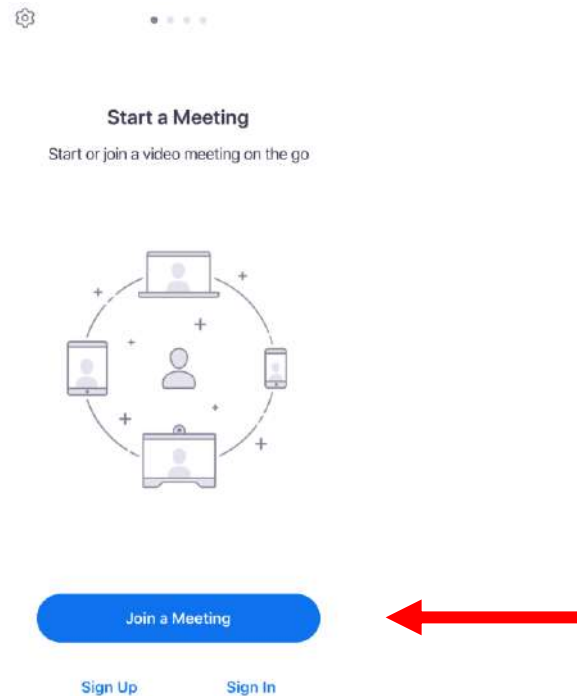 Start a Meeting
Start or join a video meeting on the go
Join a Meeting
Sign Up Sign In